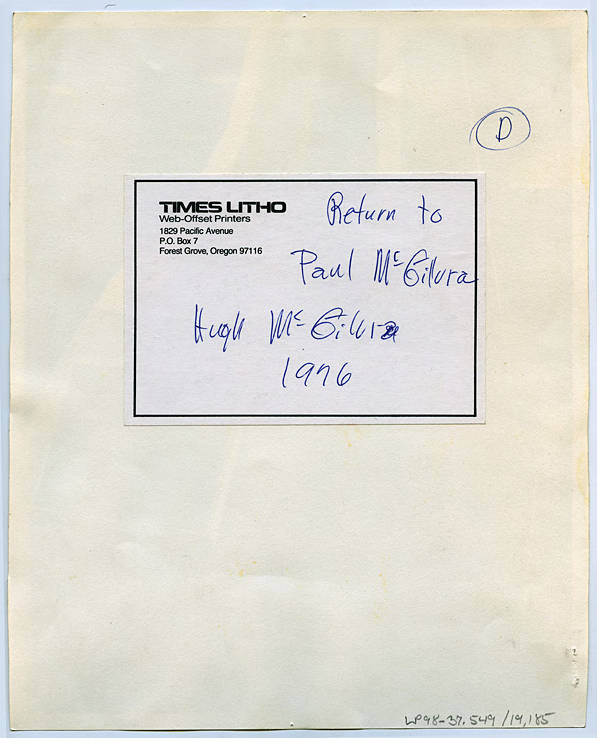 D
TIMES LITHO
Web-Offset Printers
1829 Pacific Avenue
P.O. Box 7
Forest Grove, Oregon 97116
Return to
Paul McGilvra
Hugh McGilvra
1976
LP98-37.549/19,185